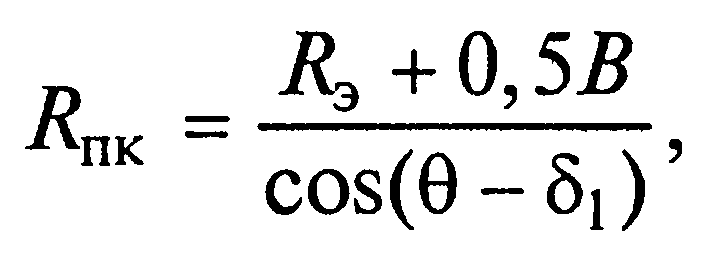 R_пк = (R_э + 0,5B) / cos(θ − δ_1),